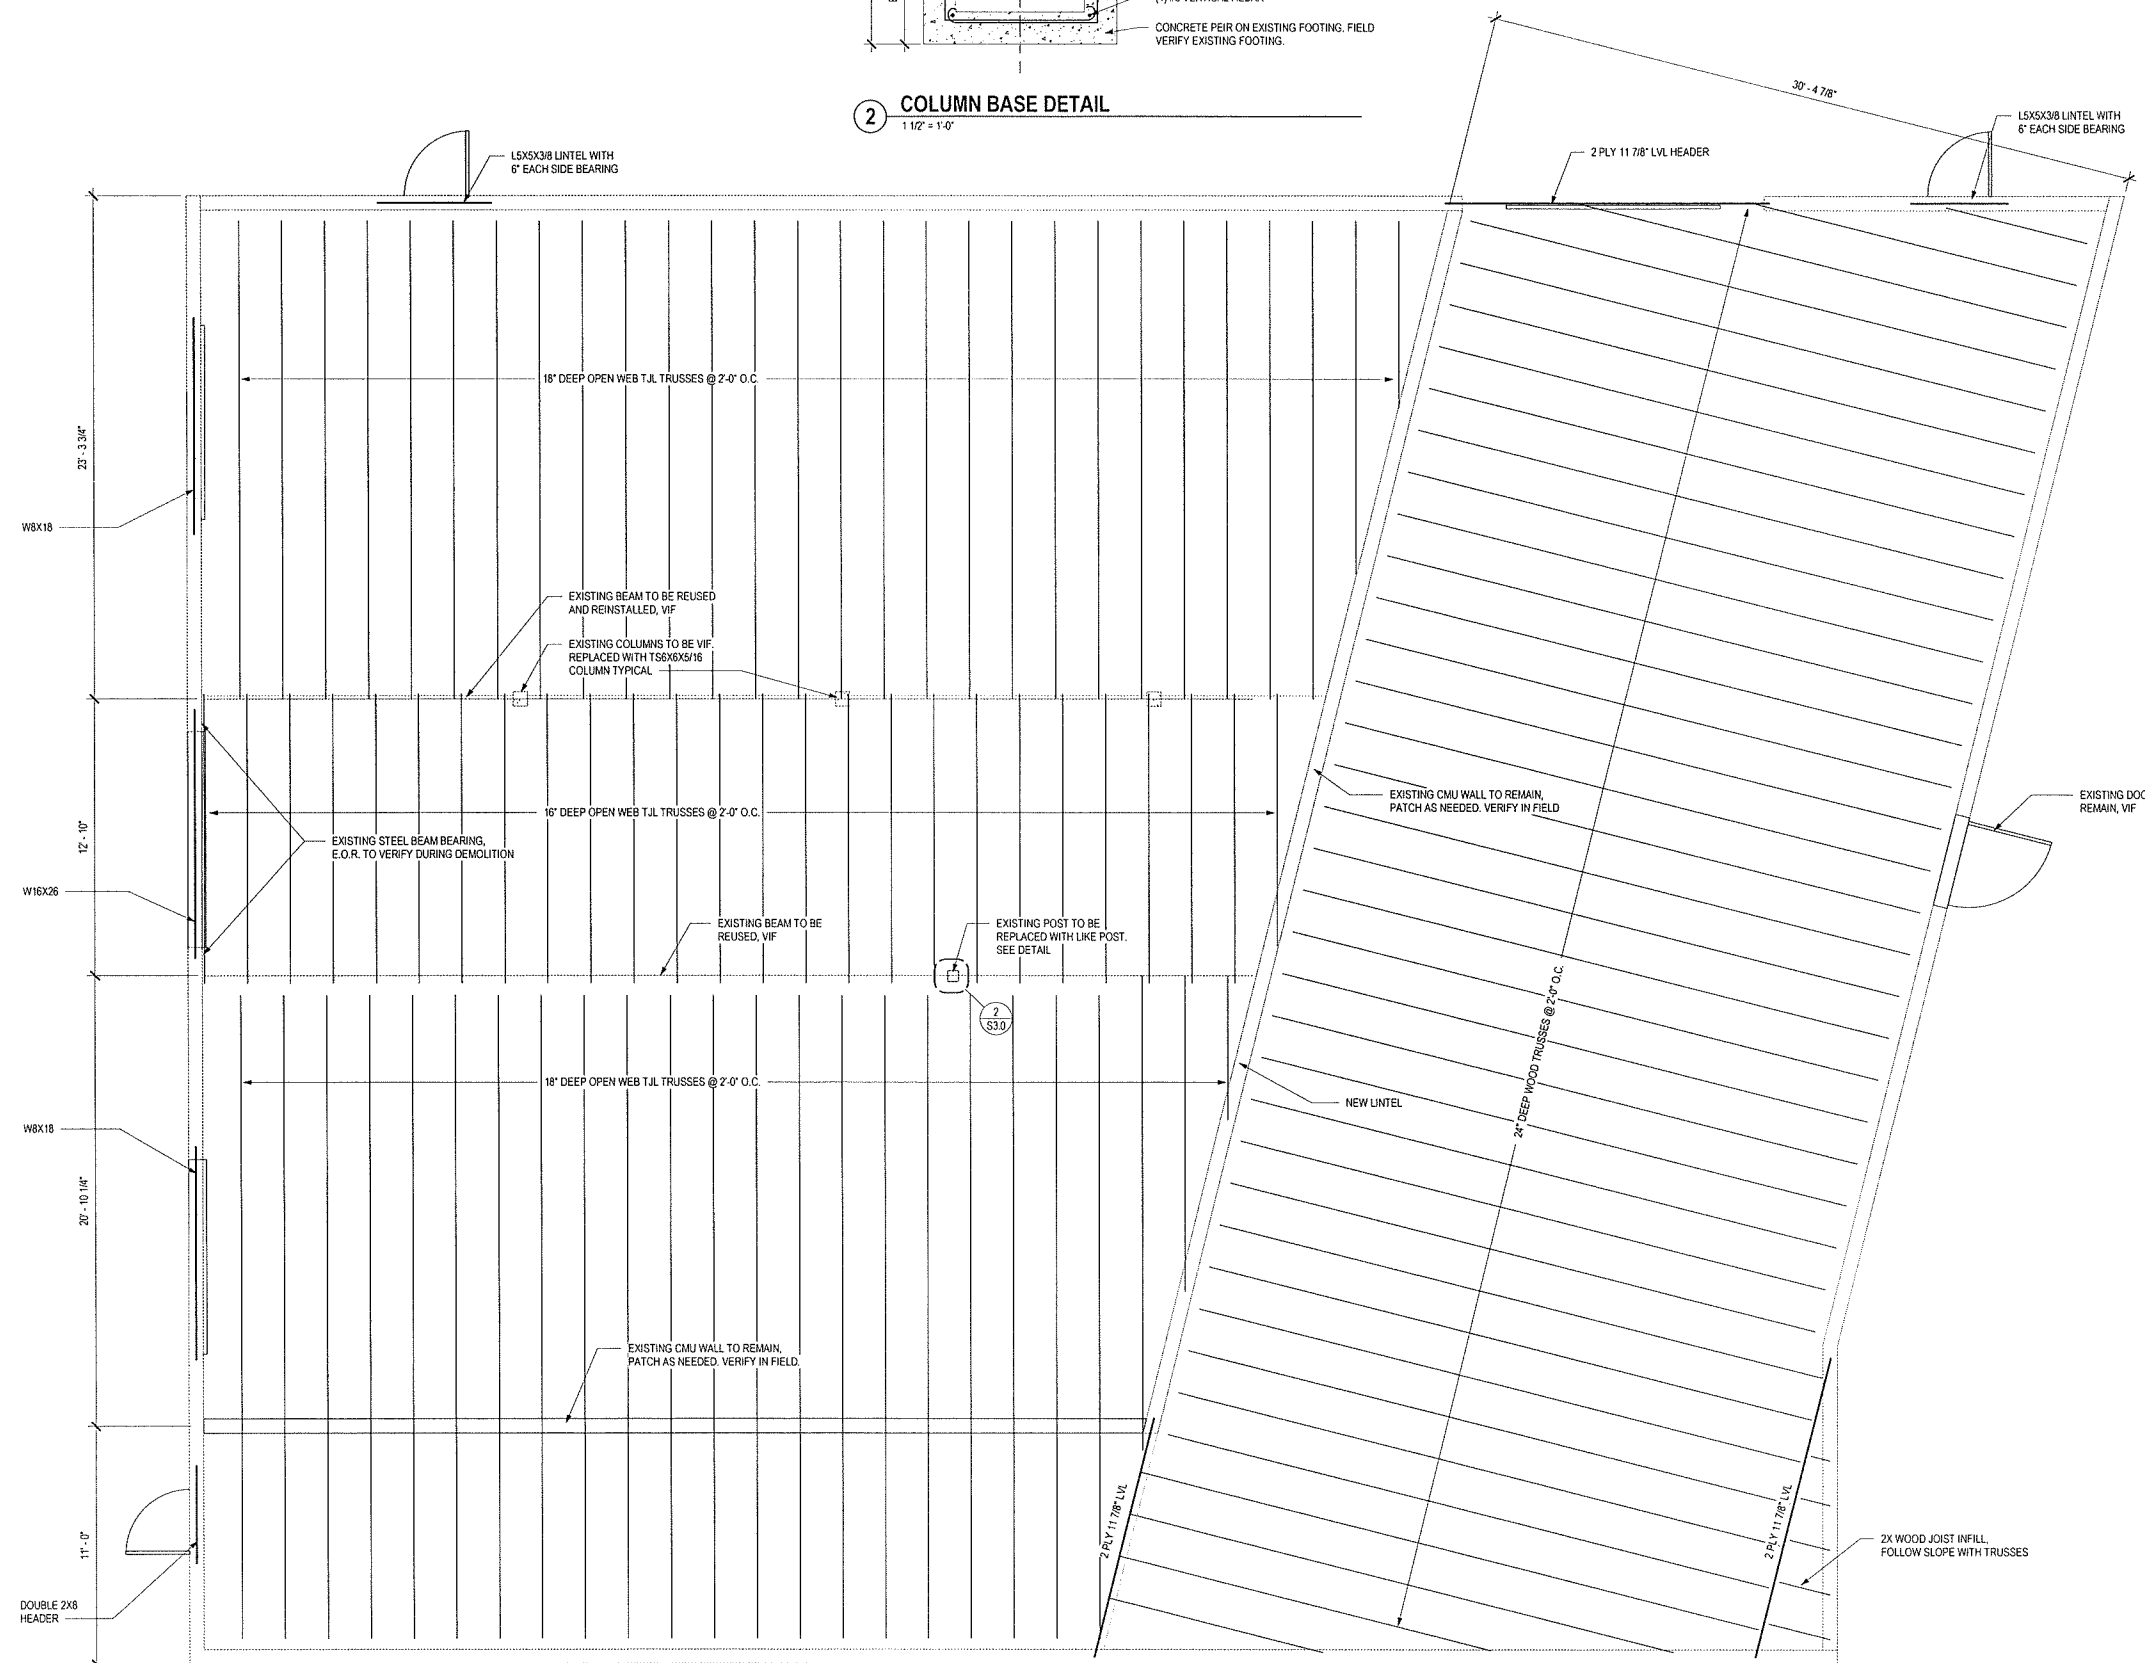 CONCRETE PEIR ON EXISTING FOOTING. FIELD
VERIFY EXISTING FOOTING.
2
COLUMN BASE DETAIL
1 1/2" = 1'-0"
30' - 4 7/8"
L5X5X3/8 LINTEL WITH
6" EACH SIDE BEARING
2 PLY 11 7/8" LVL HEADER
L5X5X3/8 LINTEL WITH
6" EACH SIDE BEARING
18" DEEP OPEN WEB TJL TRUSSES @ 2'-0" O.C.
23' - 3 3/4"
W8X18
EXISTING BEAM TO BE REUSED
AND REINSTALLED, VIF
EXISTING COLUMNS TO BE VIF.
REPLACED WITH TS6X6X5/16
COLUMN TYPICAL
EXISTING CMU WALL TO REMAIN,
PATCH AS NEEDED. VERIFY IN FIELD
EXISTING DOO
REMAIN, VIF
16" DEEP OPEN WEB TJL TRUSSES @ 2'-0" O.C.
12' - 10"
EXISTING STEEL BEAM BEARING,
E.O.R. TO VERIFY DURING DEMOLITION
W16X26
EXISTING BEAM TO BE
REUSED, VIF
EXISTING POST TO BE
REPLACED WITH LIKE POST.
SEE DETAIL
2
S3.0
24" DEEP WOOD TRUSSES @ 2'-0" O.C.
18" DEEP OPEN WEB TJL TRUSSES @ 2'-0" O.C.
NEW LINTEL
W8X18
20' - 10 1/4"
EXISTING CMU WALL TO REMAIN,
PATCH AS NEEDED. VERIFY IN FIELD.
2 PLY 11 7/8" LVL
2 PLY 11 7/8" LVL
11' - 0"
2X WOOD JOIST INFILL,
FOLLOW SLOPE WITH TRUSSES
DOUBLE 2X8
HEADER